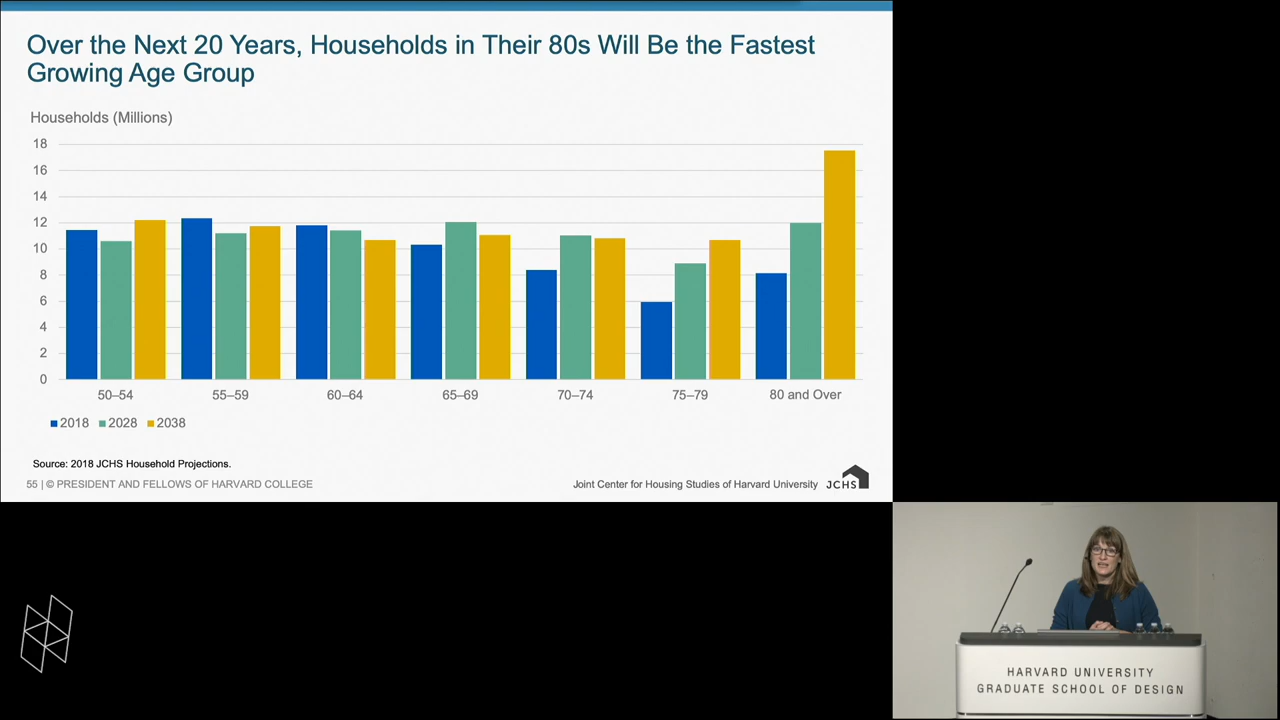 Over the Next 20 Years, Households in Their 80s Will Be the Fastest
Growing Age Group
Households (Millions)
18
16
14
12
10
8
6
4
2
0
50–54 55–59 60–64 65–69 70–74 75–79 80 and Over
2018 2028 2038
Source: 2018 JCHS Household Projections.
55 | © PRESIDENT AND FELLOWS OF HARVARD COLLEGE
Joint Center for Housing Studies of Harvard University JCHS
HARVARD UNIVERSITY
GRADUATE SCHOOL OF DESIGN